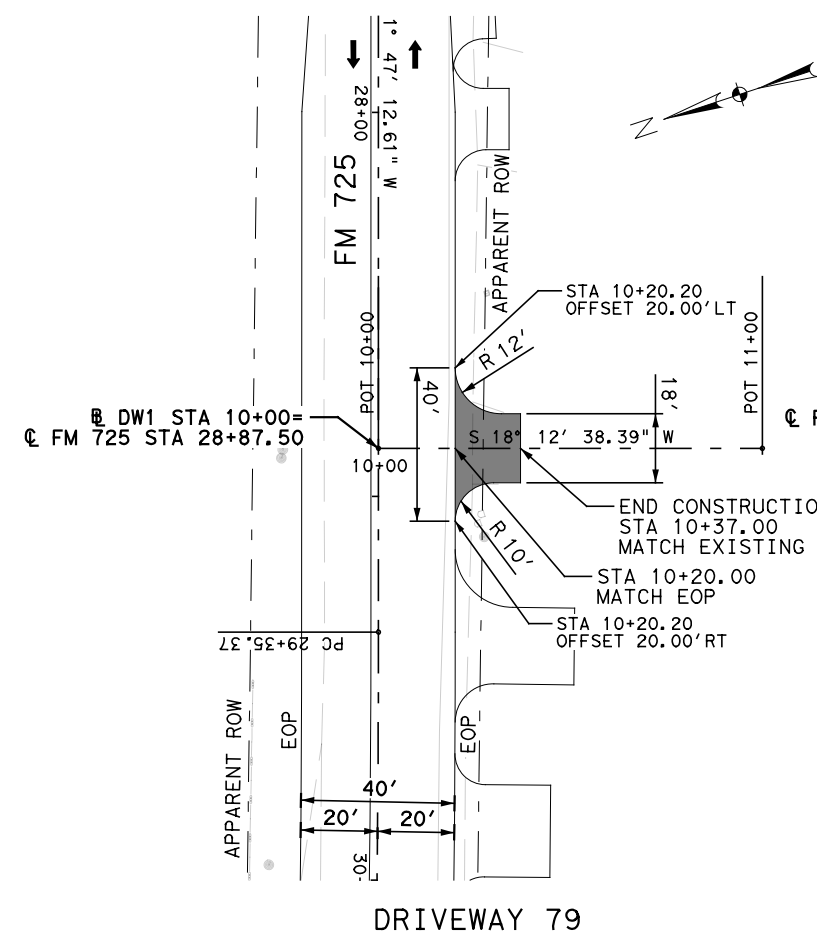 1° 47' 12.61" W
28+00
FM 725
N
APPARENT ROW
STA 10+20.20
OFFSET 20.00'LT
R 12'
POT 10+00
40'
18'
POT 11+00
B DW1 STA 10+00=
CL FM 725 STA 28+87.50
10+00
S 18° 12' 38.39" W
CL F
END CONSTRUCTIO
STA 10+37.00
MATCH EXISTING
R 10'
STA 10+20.00
MATCH EOP
STA 10+20.20
OFFSET 20.00'RT
PC 29+35.37
APPARENT ROW
EOP
EOP
40'
20'
20'
30-
DRIVEWAY 79